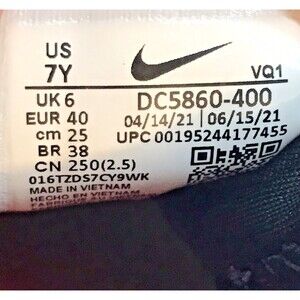 US
7Y
VQ1
UK 6
EUR 40
cm 25
BR 38
CN 250(2.5)
DC5860-400
04/14/21 | 06/15/21
UPC 00195244177455
016TZDS7CY9WK
MADE IN VIETNAM
HECHO EN VIETNAM